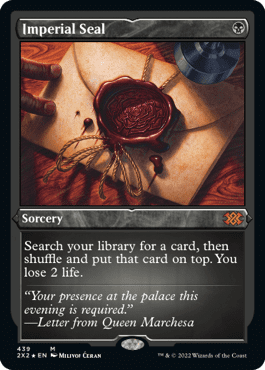 Imperial Seal
Sorcery
Search your library for a card, then
shuffle and put that card on top. You
lose 2 life.
“Your presence at the palace this
evening is required.”
—Letter from Queen Marchesa
439 M
2X2 ★ EN Milivoj Ćeran
™ & © 2022 Wizards of the Coast